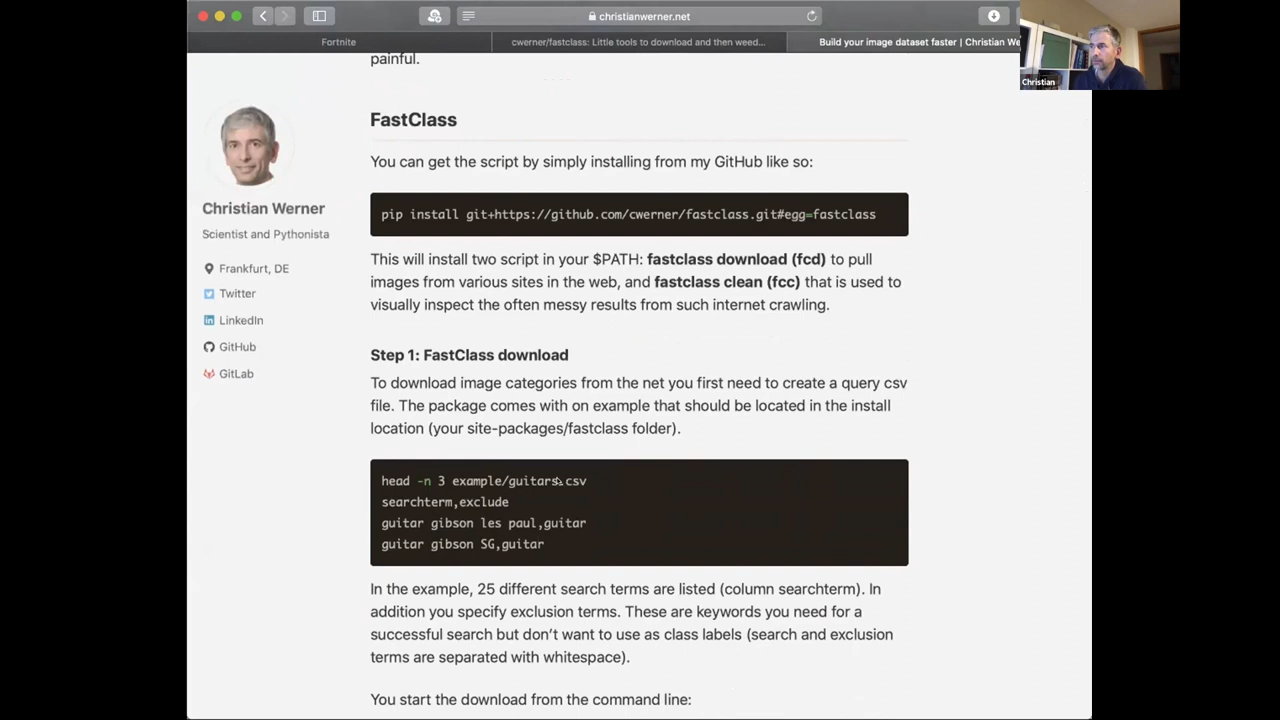 christianwerner.net
Fortnite
cwerner/fastclass: Little tools to download and then weed...
Build your image dataset faster | Christian We
Christian
painful.
FastClass
You can get the script by simply installing from my GitHub like so:
pip install git+https://github.com/cwerner/fastclass.git#egg=fastclass
Christian Werner
Scientist and Pythonista
Frankfurt, DE
Twitter
LinkedIn
GitHub
GitLab
This will install two script in your $PATH: fastclass download (fcd) to pull
images from various sites in the web, and fastclass clean (fcc) that is used to
visually inspect the often messy results from such internet crawling.
Step 1: FastClass download
To download image categories from the net you first need to create a query csv
file. The package comes with on example that should be located in the install
location (your site-packages/fastclass folder).
head -n 3 example/guitars.csv
searchterm,exclude
guitar gibson les paul,guitar
guitar gibson SG,guitar
In the example, 25 different search terms are listed (column searchterm). In
addition you specify exclusion terms. These are keywords you need for a
successful search but don’t want to use as class labels (search and exclusion
terms are separated with whitespace).
You start the download from the command line: